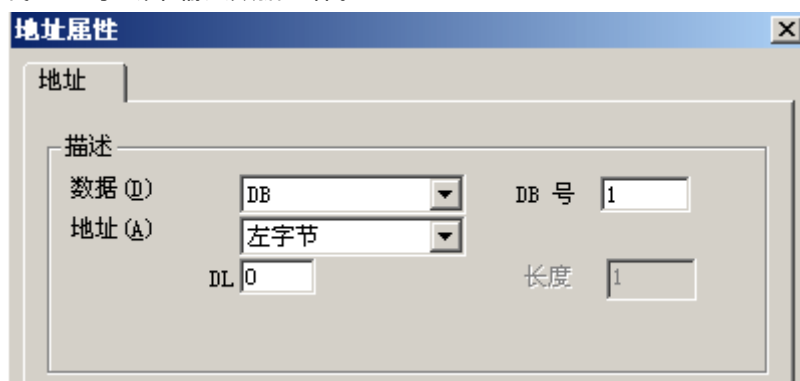 地址属性
地址
描述
数据(D) DB DB 号 1
地址(A) 左字节
DL 0 长度 1